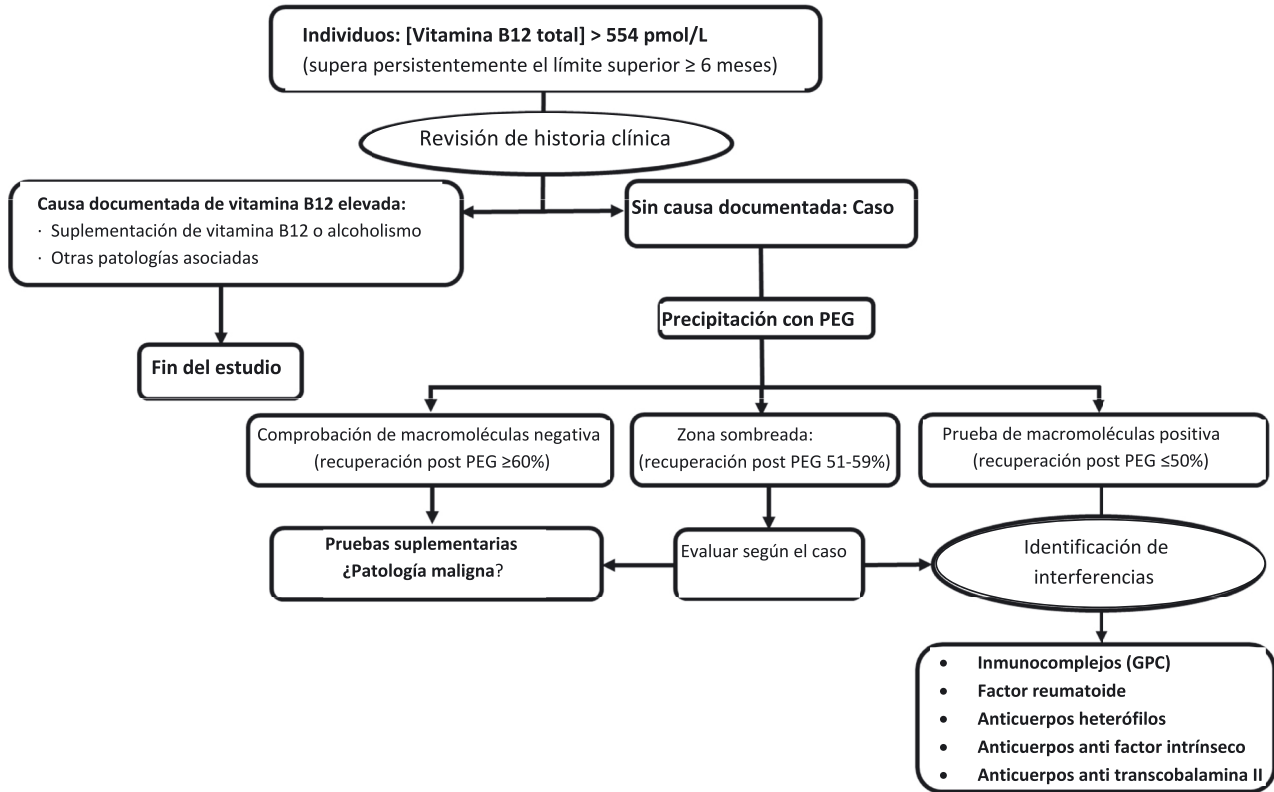 Individuos: [Vitamina B12 total] > 554 pmol/L
(supera persistentemente el límite superior ≥ 6 meses)
Revisión de historia clínica
Causa documentada de vitamina B12 elevada:
· Suplementación de vitamina B12 o alcoholismo
· Otras patologías asociadas
Sin causa documentada: Caso
Fin del estudio
Precipitación con PEG
Comprobación de macromoléculas negativa
(recuperación post PEG ≥60%)
Zona sombreada:
(recuperación post PEG 51-59%)
Prueba de macromoléculas positiva
(recuperación post PEG ≤50%)
Pruebas suplementarias
¿Patología maligna?
Evaluar según el caso
Identificación de
interferencias
• Inmunocomplejos (GPC)
• Factor reumatoide
• Anticuerpos heterófilos
• Anticuerpos anti factor intrínseco
• Anticuerpos anti transcobalamina II